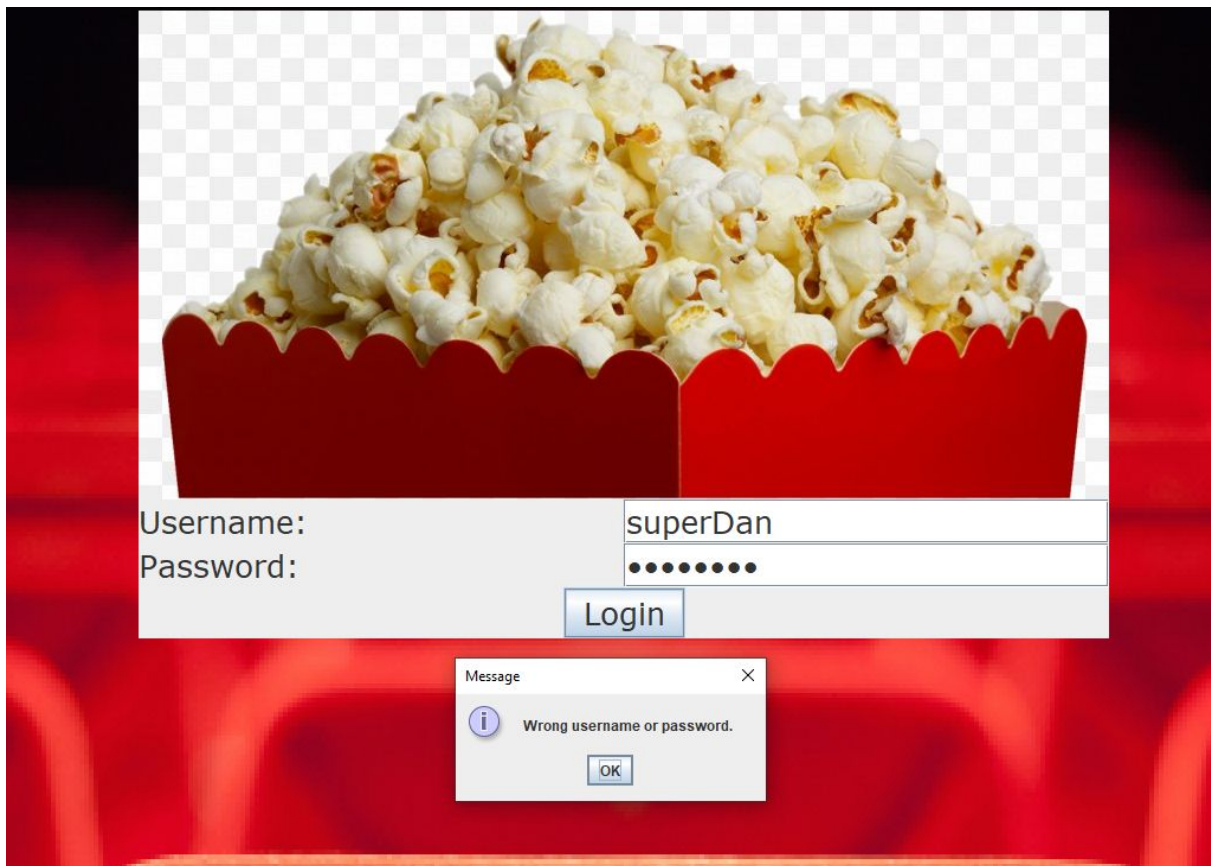 Username:
superDan
Password:
••••••••
Login
Message
Wrong username or password.
OK